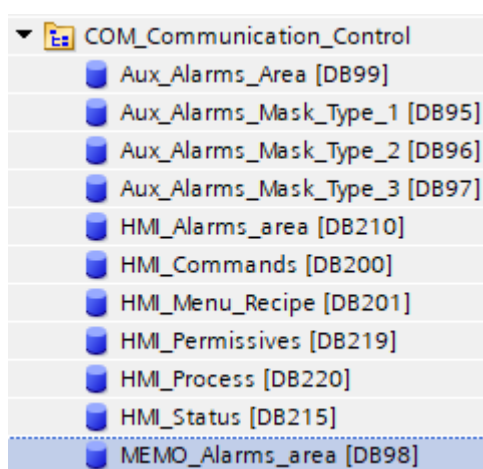 COM_Communication_Control
Aux_Alarms_Area [DB99]
Aux_Alarms_Mask_Type_1 [DB95]
Aux_Alarms_Mask_Type_2 [DB96]
Aux_Alarms_Mask_Type_3 [DB97]
HMI_Alarms_area [DB210]
HMI_Commands [DB200]
HMI_Menu_Recipe [DB201]
HMI_Permissives [DB219]
HMI_Process [DB220]
HMI_Status [DB215]
MEMO_Alarms_area [DB98]